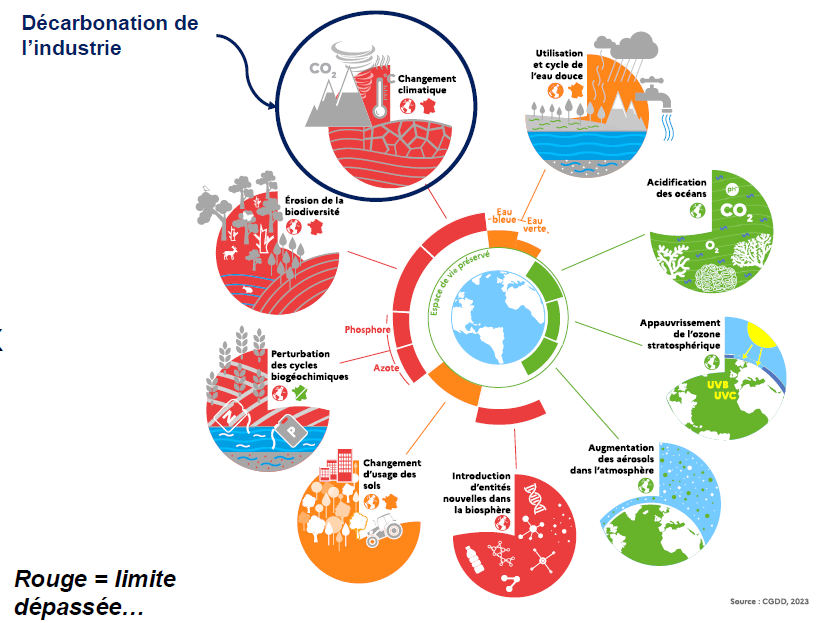 Décarbonation de
l'industrie
CO2
°C
Changement
climatique
Utilisation
et cycle de
l'eau douce
Acidification
des océans
pH
CO2
O2
Érosion de la
biodiversité
Eau
bleue
Eau
verte
Espace de vie préservé
Phosphore
Azote
Appauvrissement
de l'ozone
stratosphérique
UVB
UVC
Perturbation
des cycles
biogéochimiques
N
P
Augmentation
des aérosols
dans l'atmosphère
Changement
d'usage des
sols
Introduction
d'entités
nouvelles dans
la biosphère
Rouge = limite
dépassée...
Source : CGDD, 2023